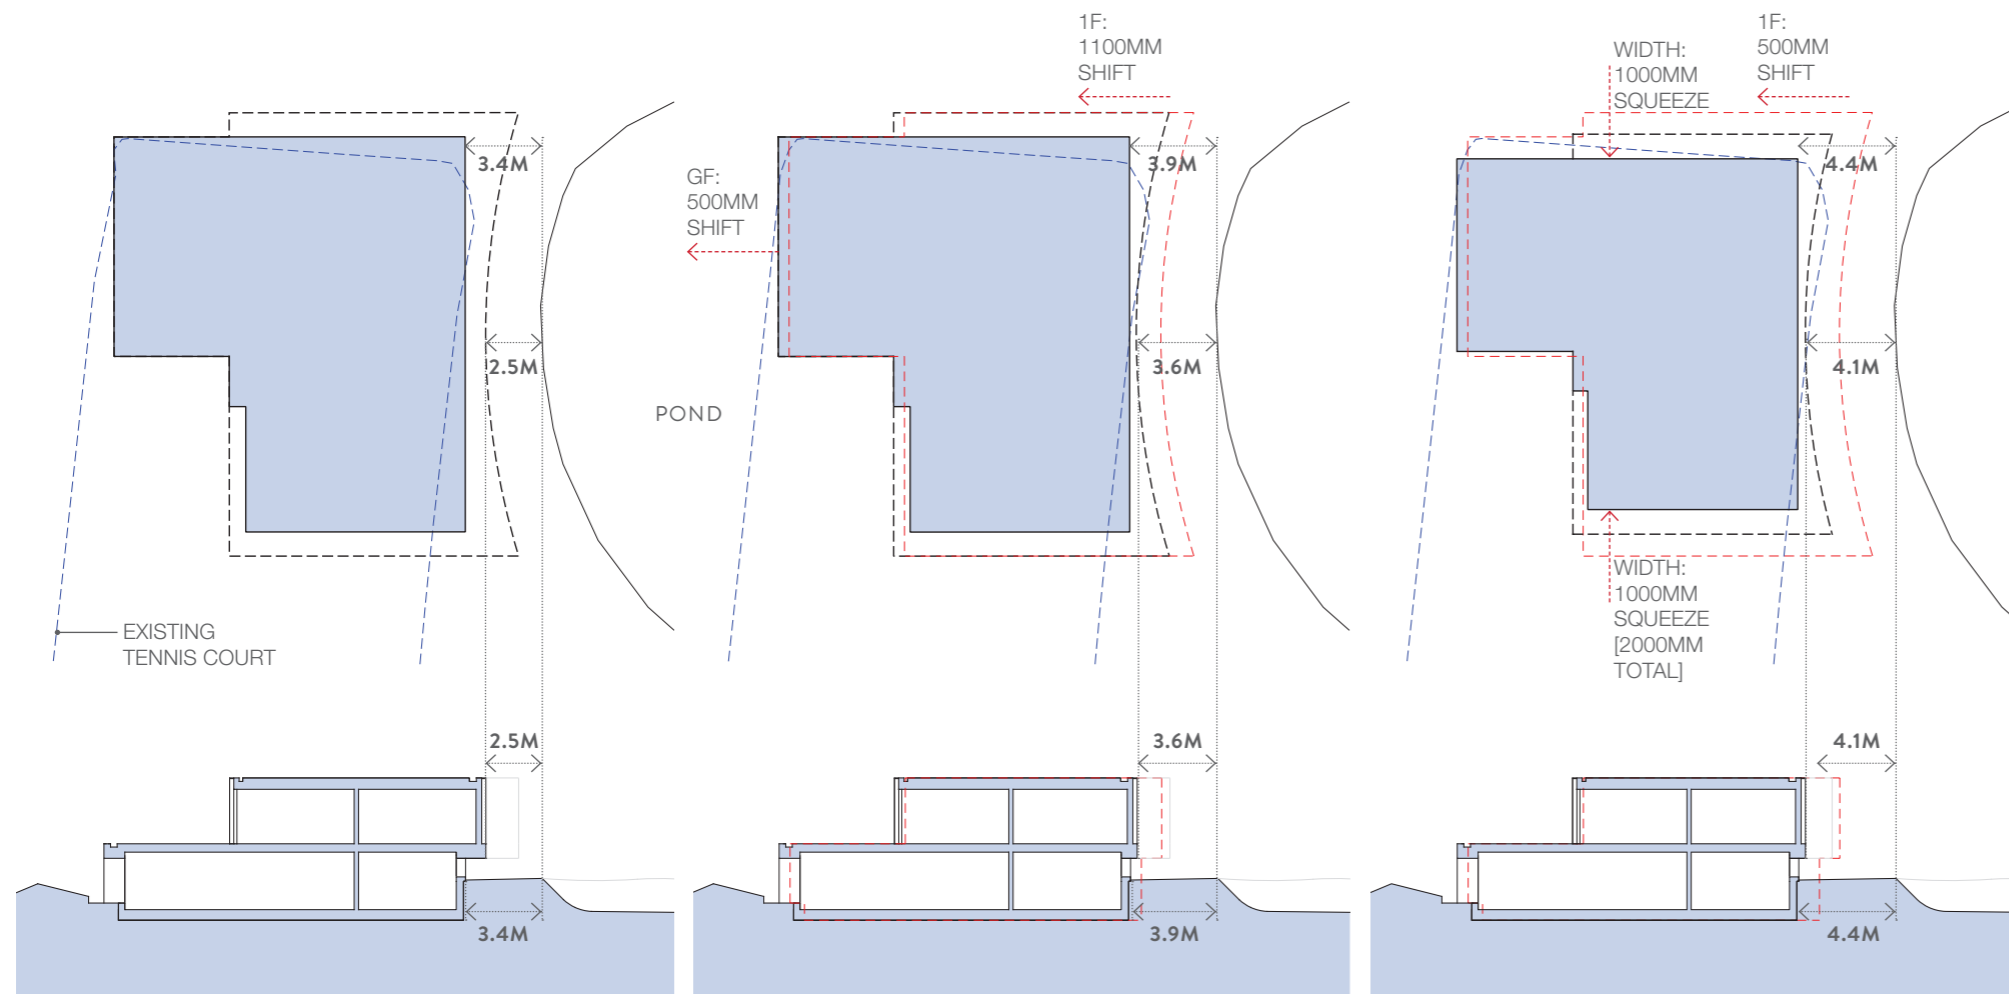 3.4M
2.5M
EXISTING
TENNIS COURT
2.5M
3.4M
1F:
1100MM
SHIFT
GF:
500MM
SHIFT
3.9M
3.6M
POND
3.6M
3.9M
WIDTH:
1000MM
SQUEEZE
1F:
500MM
SHIFT
4.4M
4.1M
WIDTH:
1000MM
SQUEEZE
[2000MM
TOTAL]
4.1M
4.4M